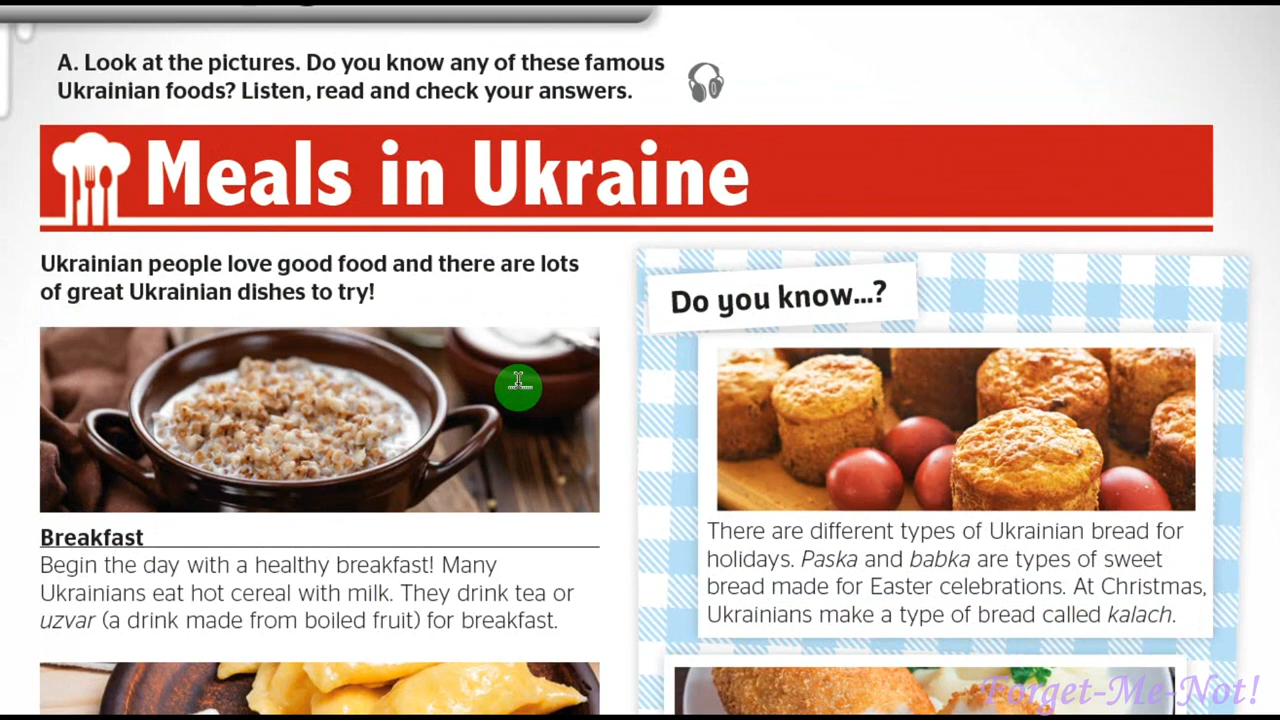 A. Look at the pictures. Do you know any of these famous
Ukrainian foods? Listen, read and check your answers.
Meals in Ukraine
Ukrainian people love good food and there are lots
of great Ukrainian dishes to try!
Breakfast
Begin the day with a healthy breakfast! Many
Ukrainians eat hot cereal with milk. They drink tea or
uzvar (a drink made from boiled fruit) for breakfast.
Do you know...?
There are different types of Ukrainian bread for
holidays. Paska and babka are types of sweet
bread made for Easter celebrations. At Christmas,
Ukrainians make a type of bread called kalach.
Forget-Me-Not!